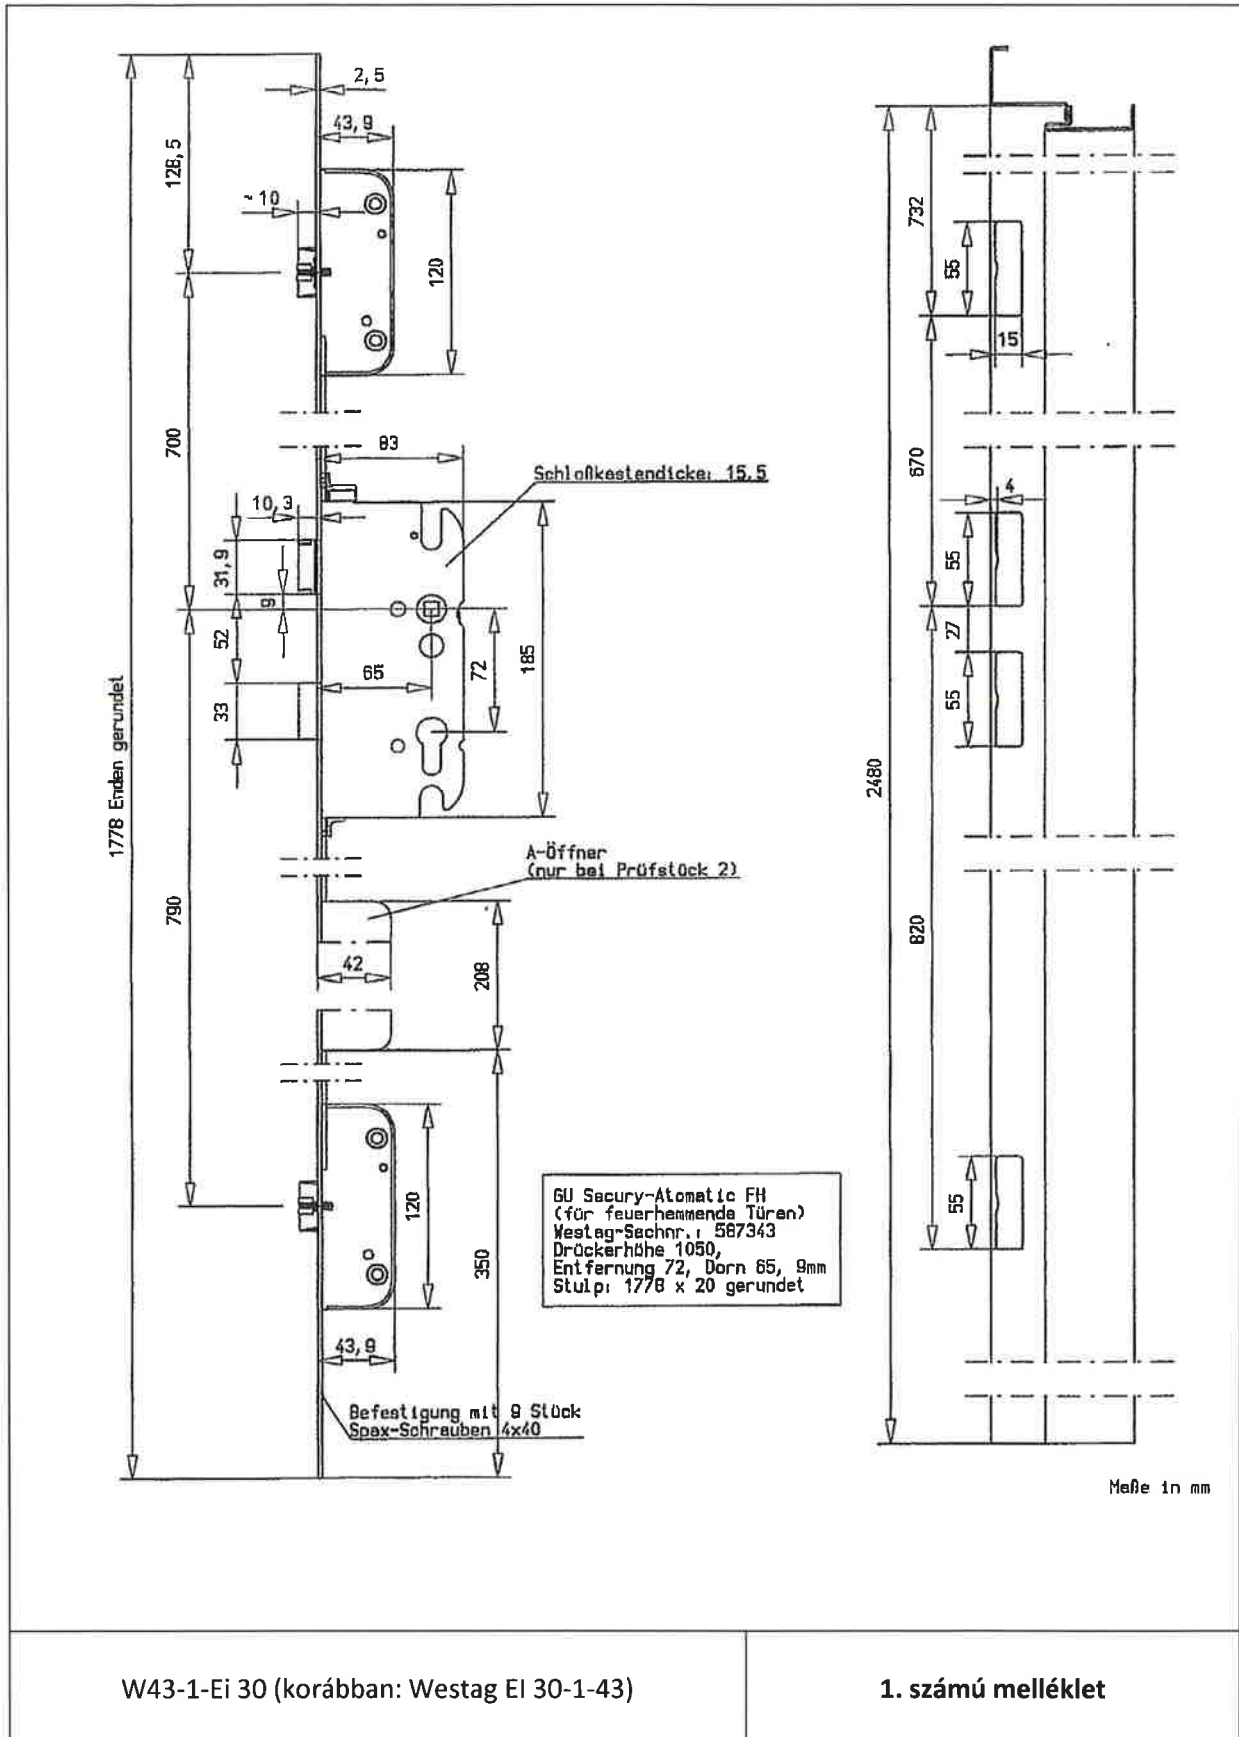 2,5
43,9
128,5
~10
120
732
55
15
700
83
Schloßkastendicke: 15,5
670
4
10,3
31,9
55
9
52
27
65
72
185
33
55
1778 Enden gerundet
2480
A-Öffner
(nur bei Prüfstück 2)
790
820
42
208
120
55
GU Secury-Atomatic FH
(für feuerhemmende Türen)
Westag-Sachnr.: 587343
Drückerhöhe 1050,
Entfernung 72, Dorn 65, 9mm
Stulp: 1778 x 20 gerundet
350
43,9
Befestigung mit 9 Stück
Spax-Schrauben 4x40
Maße in mm
W43-1-Ei 30 (korábban: Westag EI 30-1-43)
1. számú melléklet